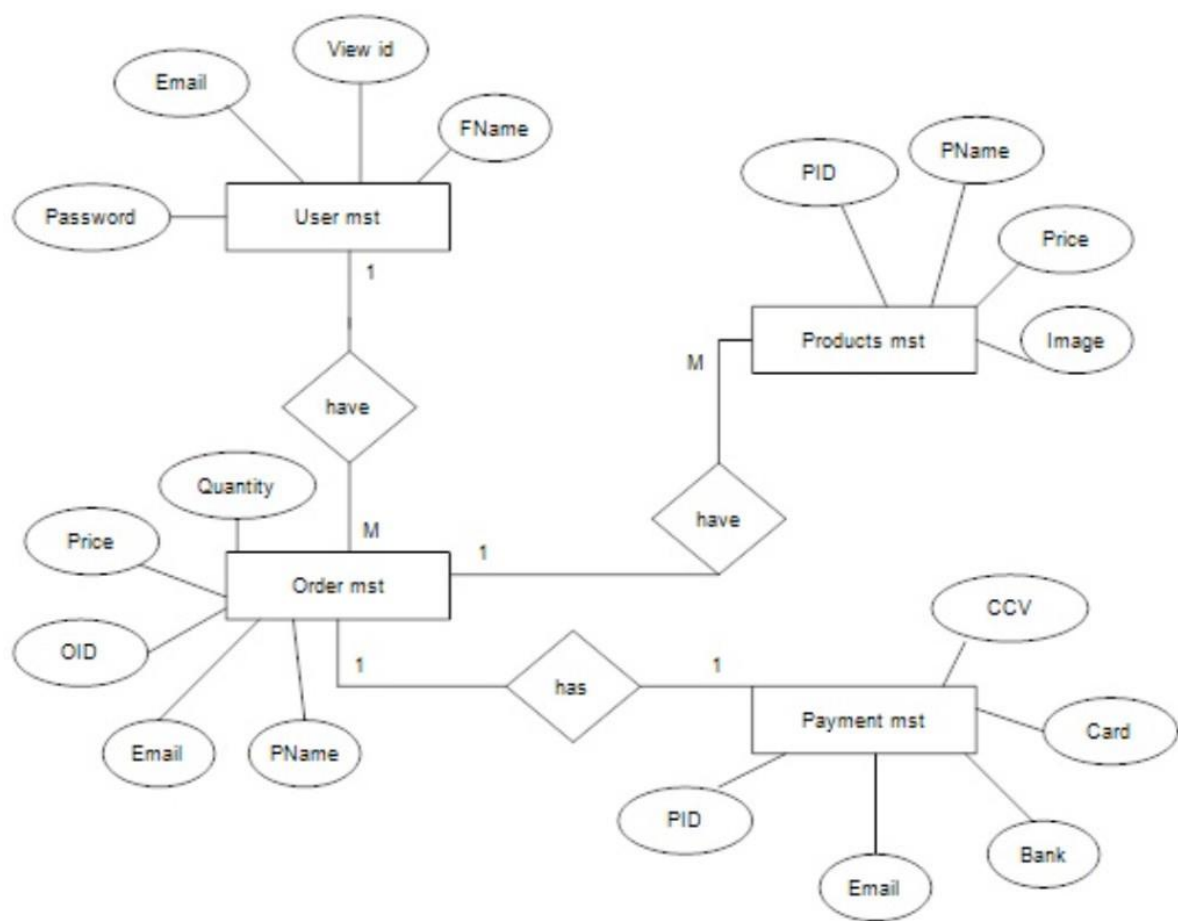 View id
Email
FName
Password
User mst
1
have
M
PID
PName
Price
Image
Products mst
M
have
1
Quantity
Price
OID
Order mst
Email
PName
1
has
1
CCV
Payment mst
Card
PID
Email
Bank